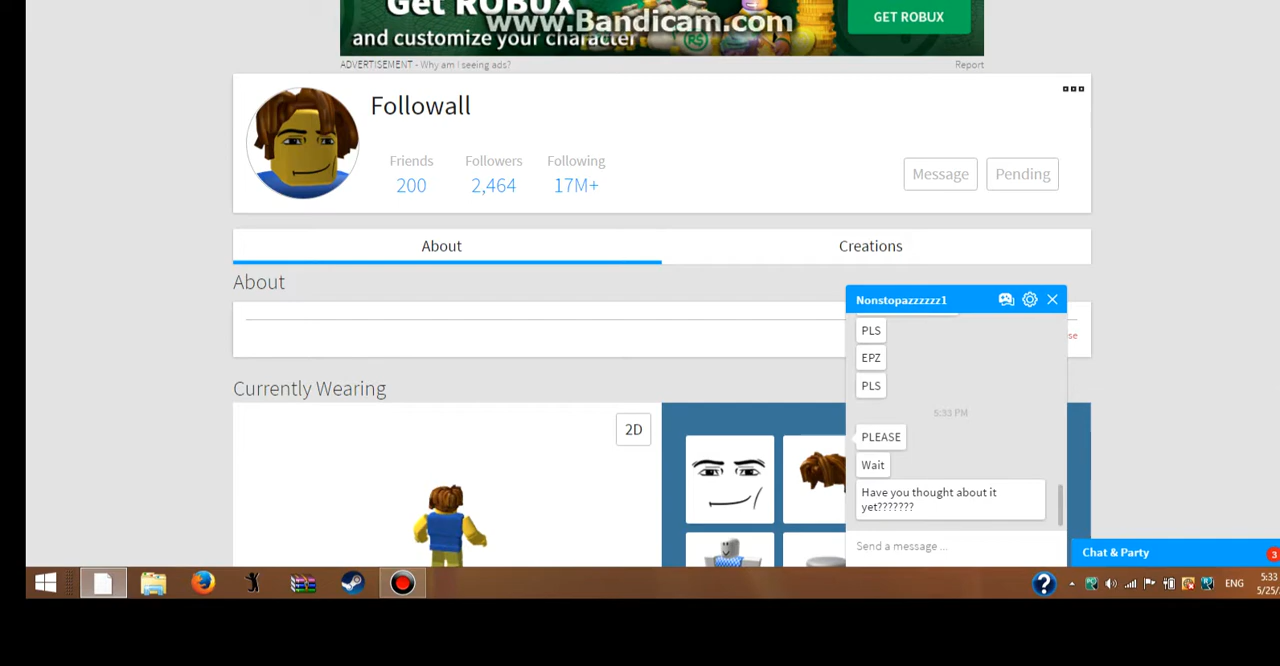 Get ROBUX
www.Bandicam.com
and customize your character
GET ROBUX
ADVERTISEMENT - Why am I seeing ads?
Report
Followall
Friends Followers Following
200 2,464 17M+
Message Pending
About Creations
About
Currently Wearing
2D
Nonstopazzzzzz1
PLS
EPZ
PLS
5:33 PM
PLEASE
Wait
Have you thought about it
yet???????
Send a message ...
Chat & Party 3
ENG
5:33
5/25/